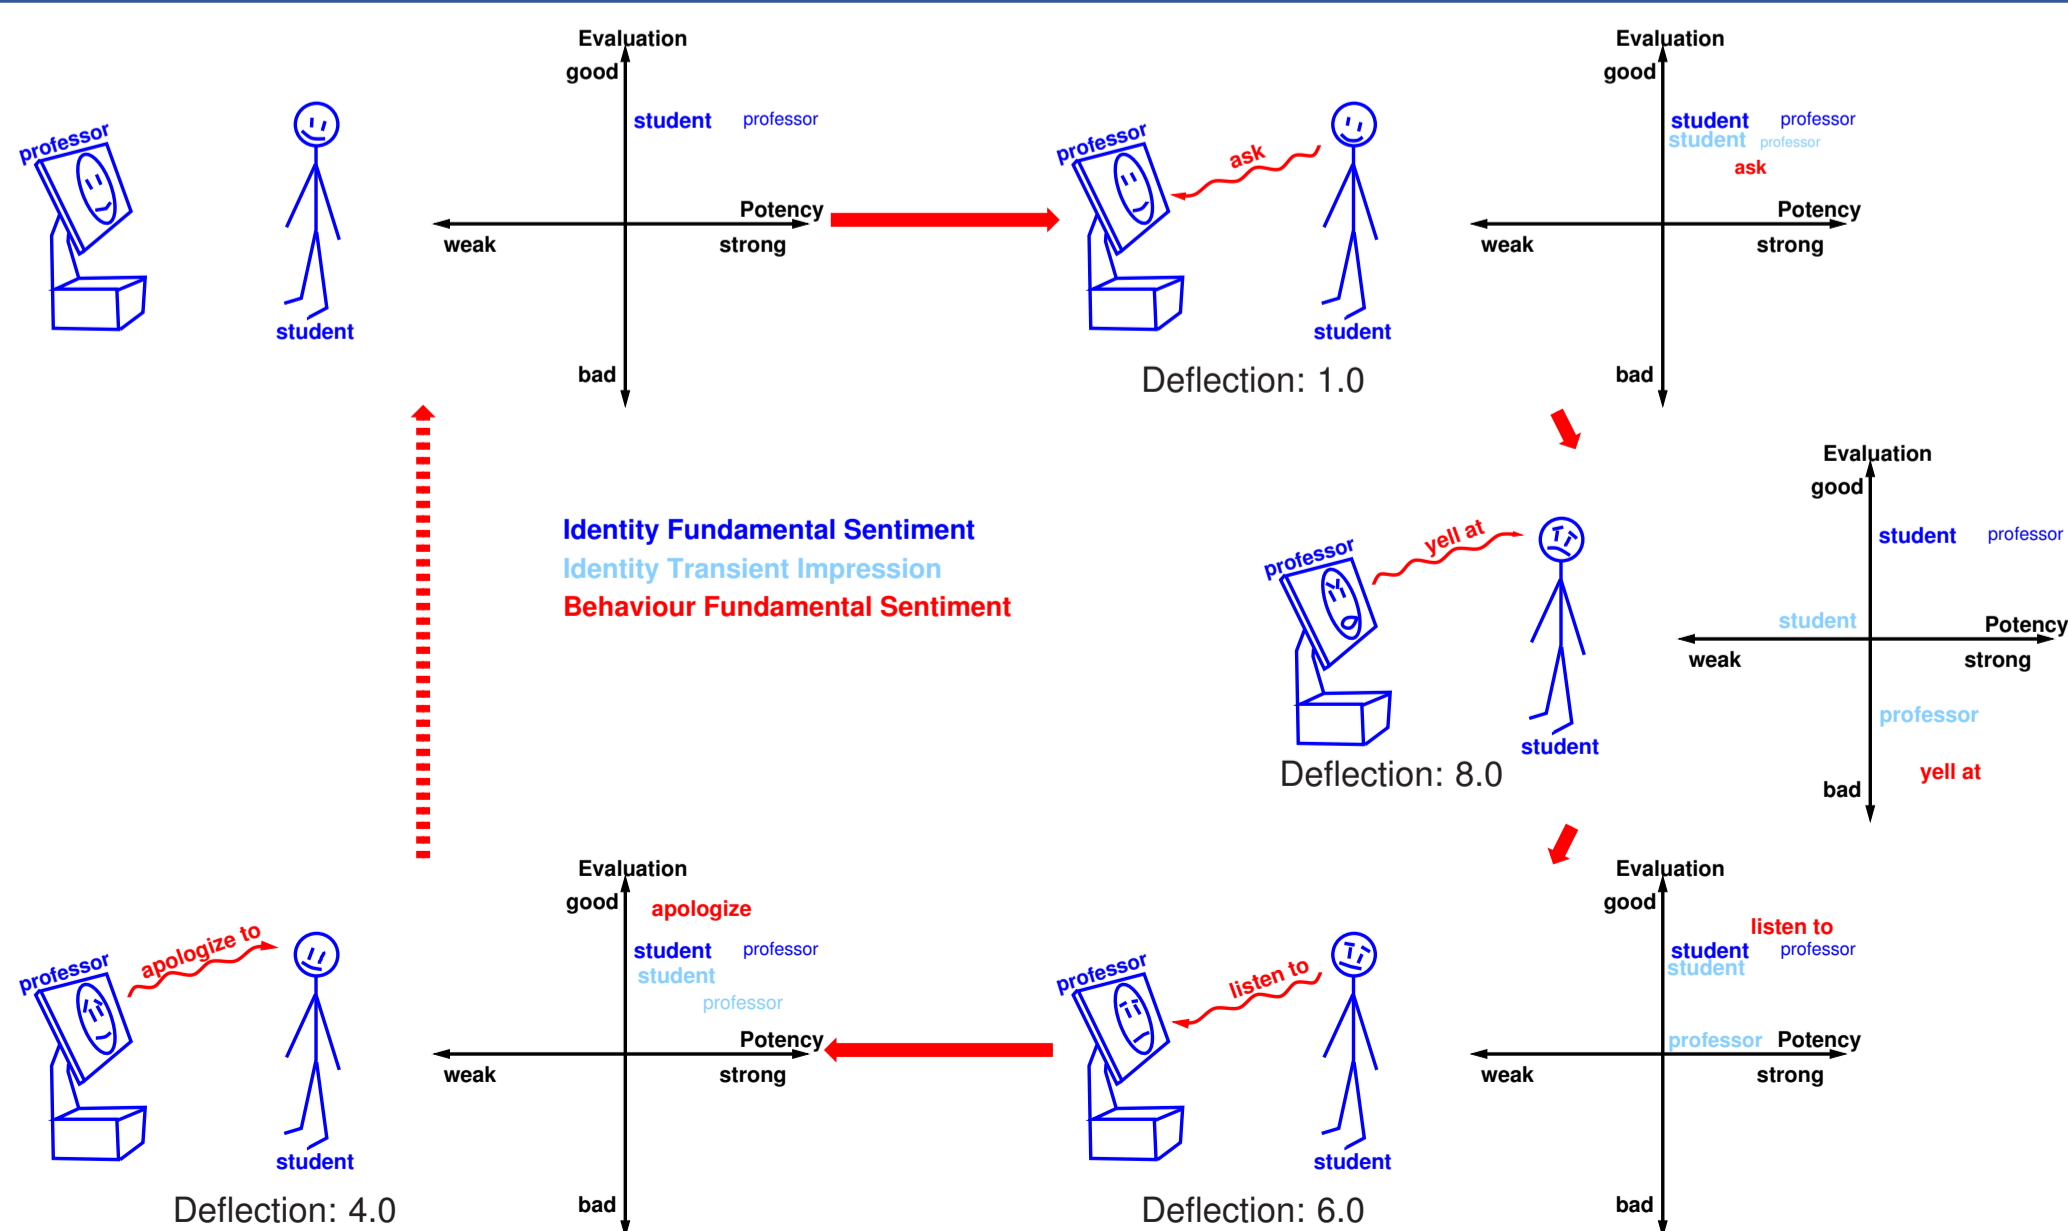 Evaluation
good
professor
student
professor
Potency
weak
strong
student
bad
Evaluation
good
professor
ask
student
professor
student
professor
ask
Potency
weak
strong
student
Deflection: 1.0
bad
Evaluation
good
professor
yell at
student
professor
student
Potency
weak
strong
professor
student
yell at
Deflection: 8.0
bad
Identity Fundamental Sentiment
Identity Transient Impression
Behaviour Fundamental Sentiment
Evaluation
good
apologize
professor
apologize to
student
professor
student
professor
Potency
weak
strong
student
Deflection: 4.0
bad
Evaluation
good
listen to
professor
listen to
student
professor
student
professor
Potency
weak
strong
student
Deflection: 6.0
bad